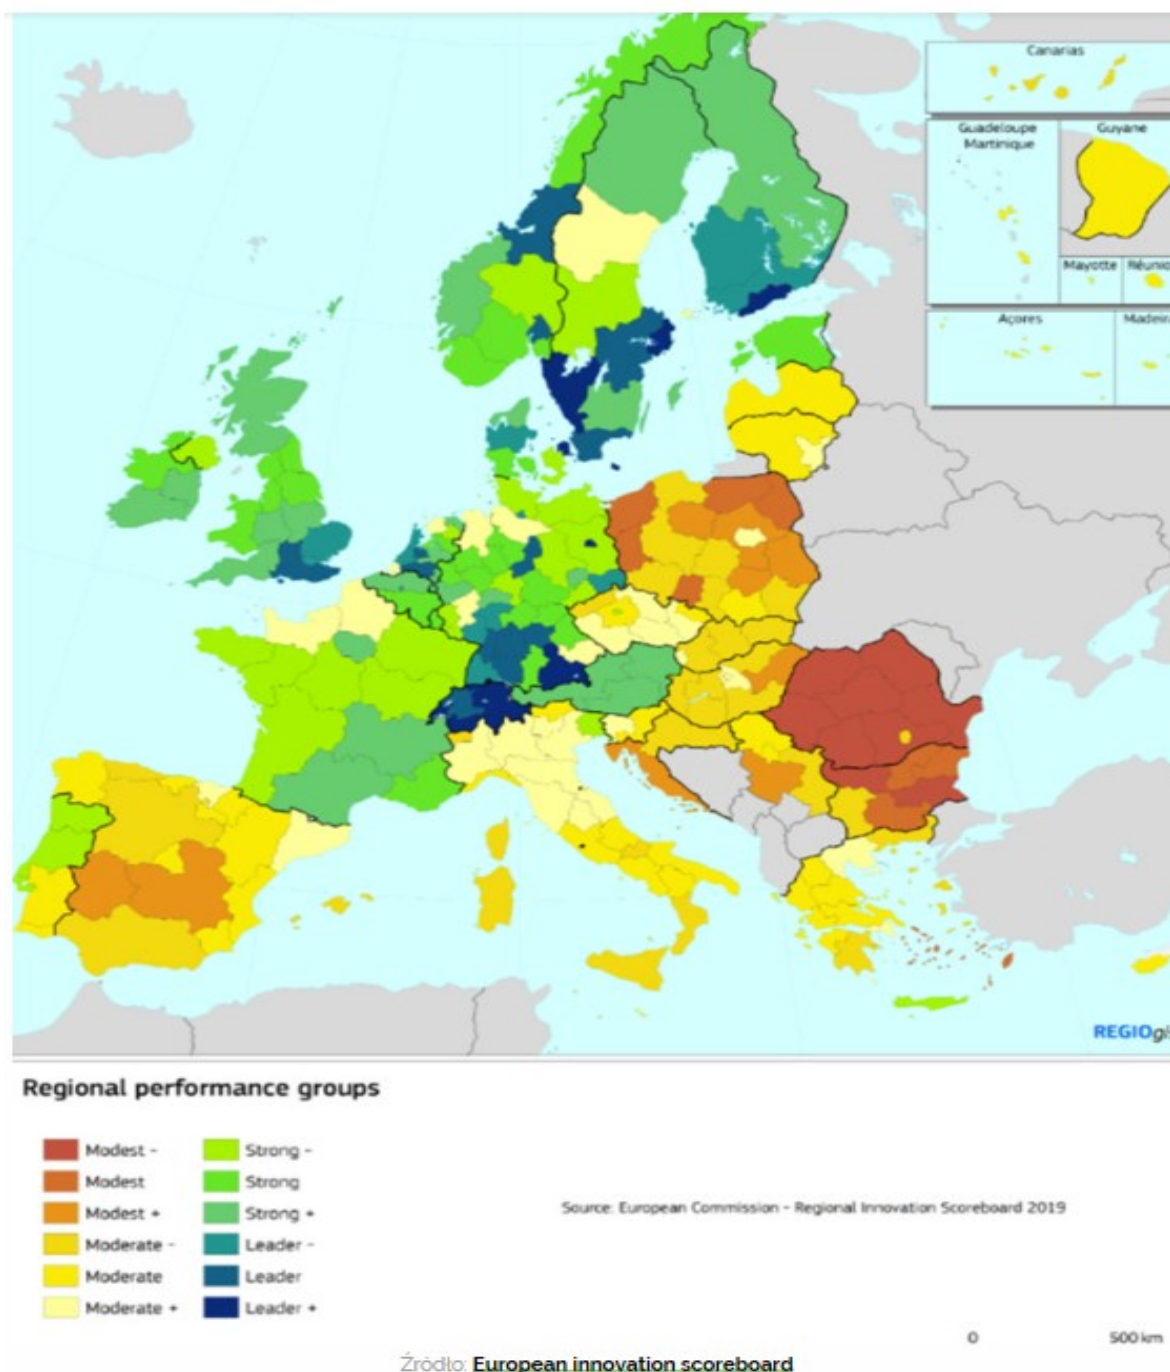 Canarias
Guadeloupe
Martinique
Guyane
Mayotte
Açores
REGIO
Regional performance groups
Modest -
Modest
Modest +
Moderate -
Moderate
Moderate +
Strong -
Strong
Strong +
Leader -
Leader
Leader +
Source: European Commission - Regional Innovation Scoreboard 2019
0 500 km
Źródło: European innovation scoreboard